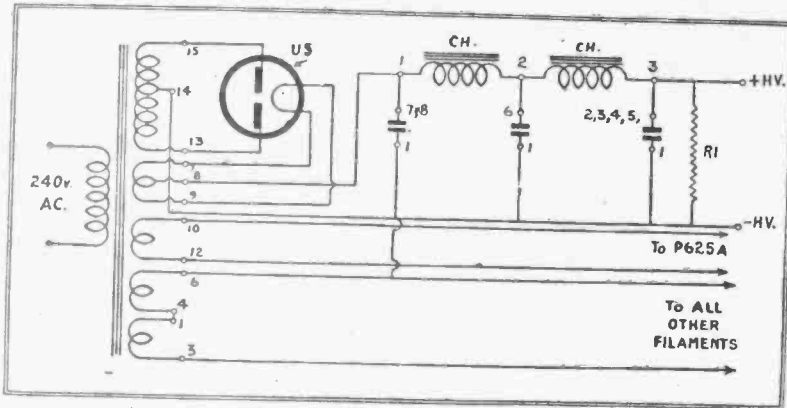 15
U5
14
13
7
8
9
10
12
6
4
1
3
240v.
AC.
1
CH.
2
CH.
3
+HV.
7,8
1
6
1
2,3,4,5,
1
R1
-HV.
To P625A
To ALL
OTHER
FILAMENTS